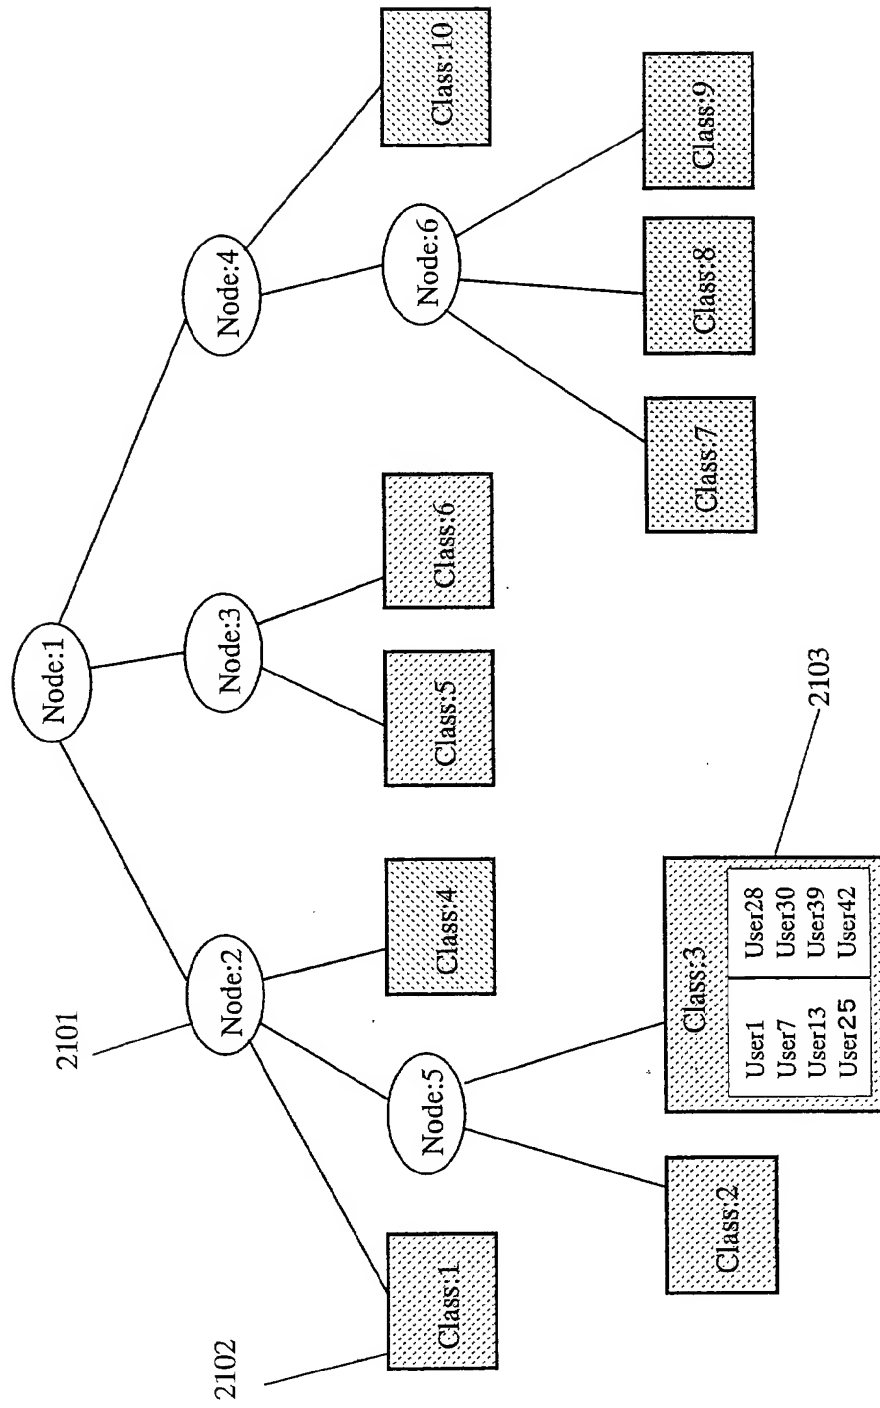 Node:1
2101
Node:2
Node:3
Node:4
2102
Class:1
Node:5
Class:4
Class:5
Class:6
Node:6
Class:10
Class:2
Class:3
User1
User7
User13
User25
User28
User30
User39
User42
2103
Class:7
Class:8
Class:9